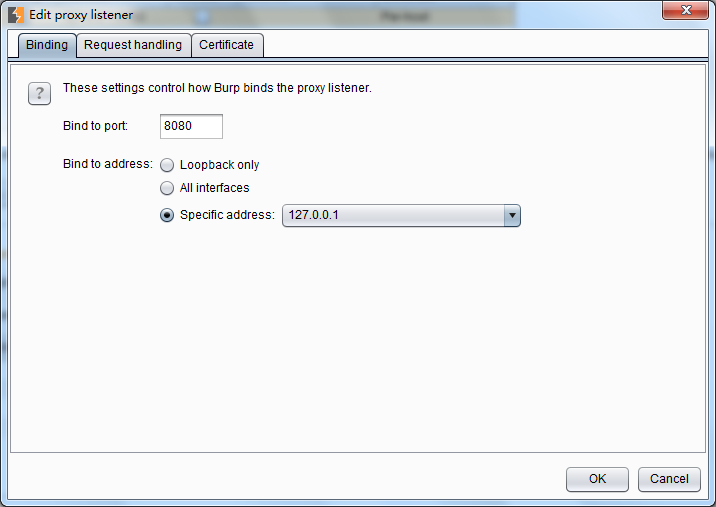 Edit proxy listener
Binding Request handling Certificate
? These settings control how Burp binds the proxy listener.
Bind to port: 8080
Bind to address: Loopback only
All interfaces
Specific address: 127.0.0.1
OK Cancel